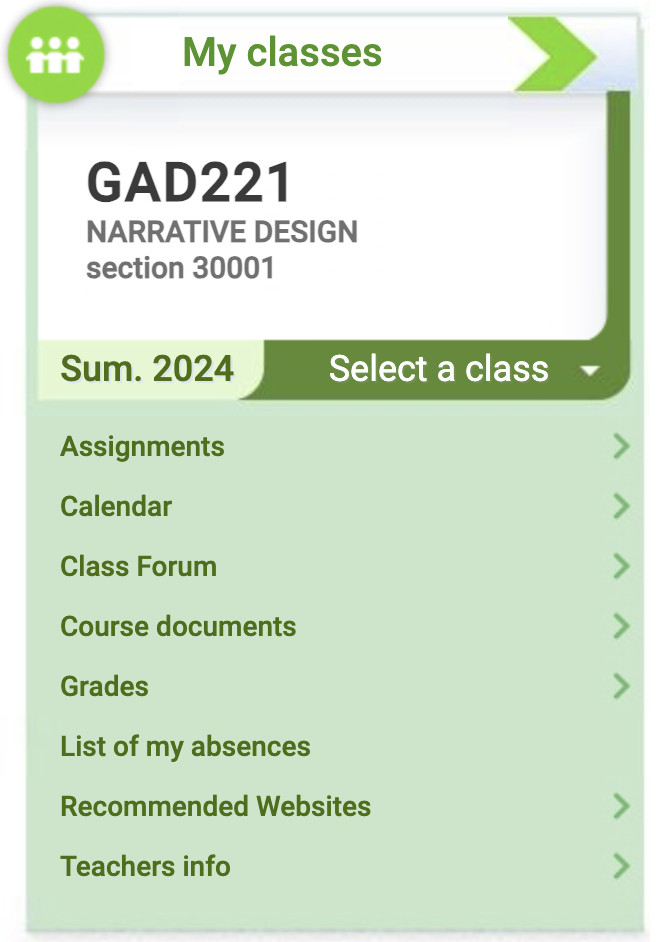 My classes
GAD221
NARRATIVE DESIGN
section 30001
Sum. 2024
Select a class
Assignments
Calendar
Class Forum
Course documents
Grades
List of my absences
Recommended Websites
Teachers info